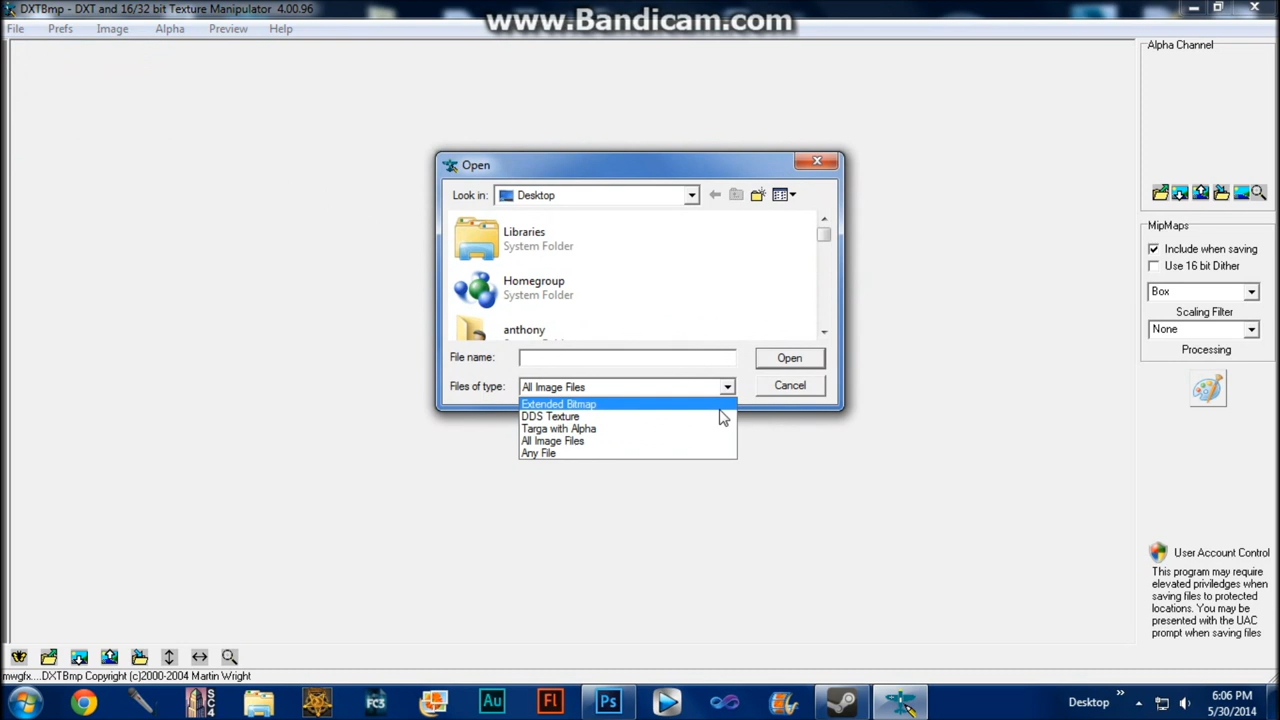 DXTBmp - DXT and 16/32 bit Texture Manipulator 4.00.96
www.Bandicam.com
File Prefs Image Alpha Preview Help
Alpha Channel
Open
Look in: Desktop
Libraries
System Folder
Homegroup
System Folder
anthony
File name: Open
Files of type: All Image Files Cancel
Extended Bitmap
DDS Texture
Targa with Alpha
All Image Files
Any File
MipMaps
Include when saving
Use 16 bit Dither
Box
Scaling Filter
None
Processing
User Account Control
This program may require
elevated priviledges when
saving files to protected
locations. You may be
presented with the UAC
prompt when saving files
mwgfx....DXTBmp Copyright (c)2000-2004 Martin Wright
S
C
4
FC3
Au
Fl
Ps
Desktop
6:06 PM
5/30/2014